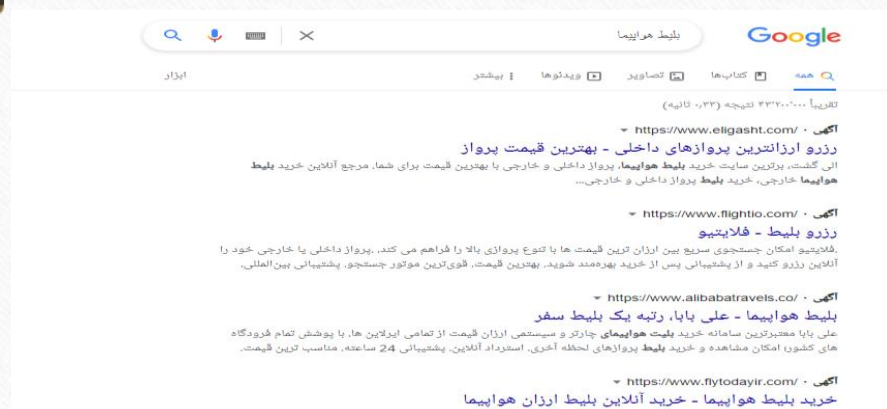 Google
بلیط هواپیما
همه
کتاب‌ها
تصاویر
ویدئوها
بیشتر
ابزار
تقریباً ۴۳٬۲۰۰٬۰۰۰ نتیجه (۰٫۳۳ ثانیه)
آگهی · https://www.eligasht.com/
رزرو ارزانترین پروازهای داخلی - بهترین قیمت پرواز
الی گشت، برترین سایت خرید بلیط هواپیما، پرواز داخلی و خارجی با بهترین قیمت برای شما. مرجع آنلاین خرید بلیط
هواپیما خارجی، خرید بلیط پرواز داخلی و خارجی...
آگهی · https://www.flightio.com/
رزرو بلیط - فلایتیو
.فلایتیو امکان جستجوی سریع بین ارزان ترین قیمت ها با تنوع پروازی بالا را فراهم می کند. .پرواز داخلی یا خارجی خود را
آنلاین رزرو کنید و از پشتیبانی پس از خرید بهره‌مند شوید. بهترین قیمت. قوی‌ترین موتور جستجو. پشتیبانی بین‌المللی.
آگهی · https://www.alibabatravels.co/
بلیط هواپیما - علی بابا، رتبه یک بلیط سفر
علی بابا معتبرترین سامانه خرید بلیت هواپیمای چارتر و سیستمی ارزان قیمت از تمامی ایرلاین ها، با پوشش تمام فرودگاه
های کشور؛ امکان مشاهده و خرید بلیط پروازهای لحظه آخری. استرداد آنلاین. پشتیبانی 24 ساعته. مناسب ترین قیمت.
آگهی · https://www.flytodayir.com/
خرید بلیط هواپیما - خرید آنلاین بلیط ارزان هواپیما